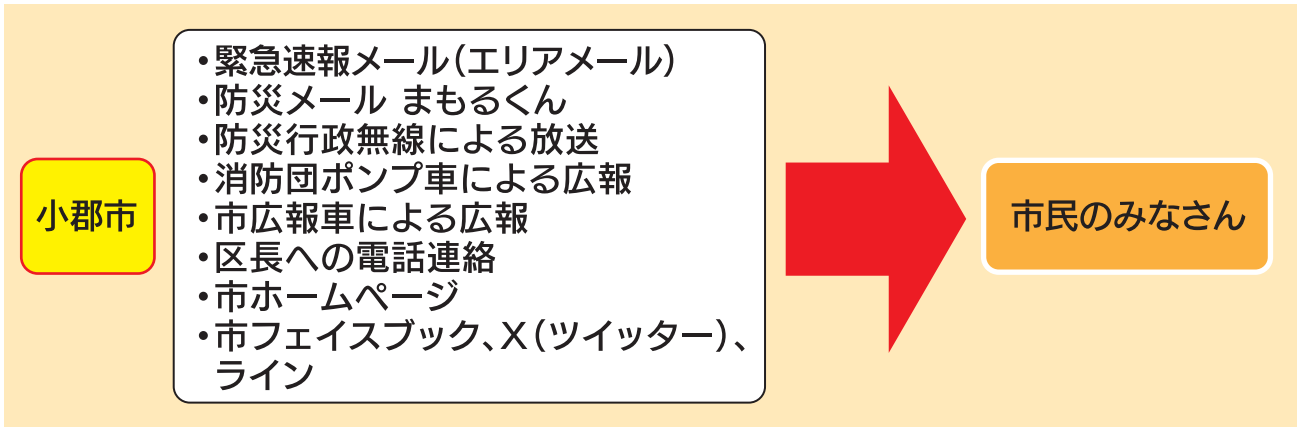 小郡市
・緊急速報メール(エリアメール)
・防災メール まもるくん
・防災行政無線による放送
・消防団ポンプ車による広報
・市広報車による広報
・区長への電話連絡
・市ホームページ
・市フェイスブック、X(ツイッター)、
ライン
市民のみなさん